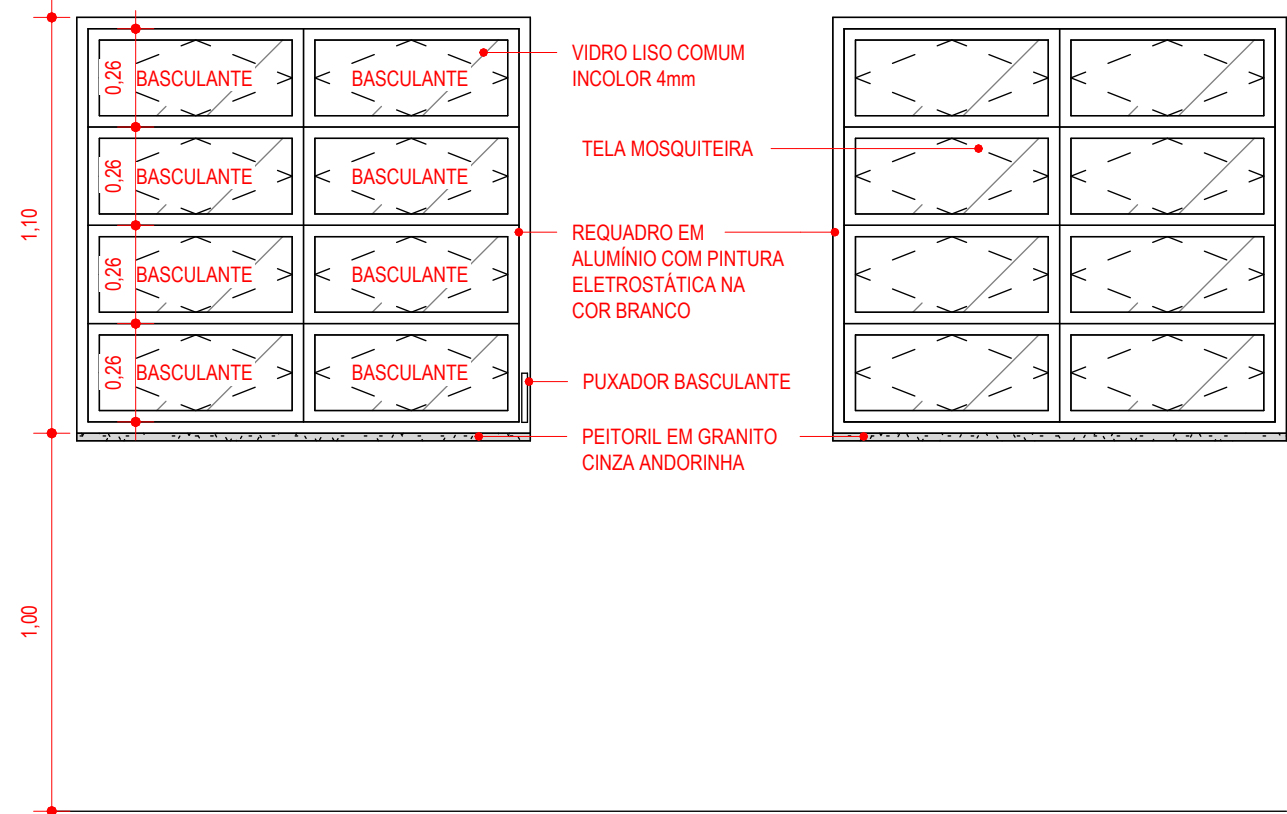 0,26
BASCULANTE
BASCULANTE
0,26
BASCULANTE
BASCULANTE
0,26
BASCULANTE
BASCULANTE
0,26
BASCULANTE
BASCULANTE
1,10
1,00
VIDRO LISO COMUM
INCOLOR 4mm
TELA MOSQUITEIRA
REQUADRO EM
ALUMÍNIO COM PINTURA
ELETROSTÁTICA NA
COR BRANCO
PUXADOR BASCULANTE
PEITORIL EM GRANITO
CINZA ANDORINHA